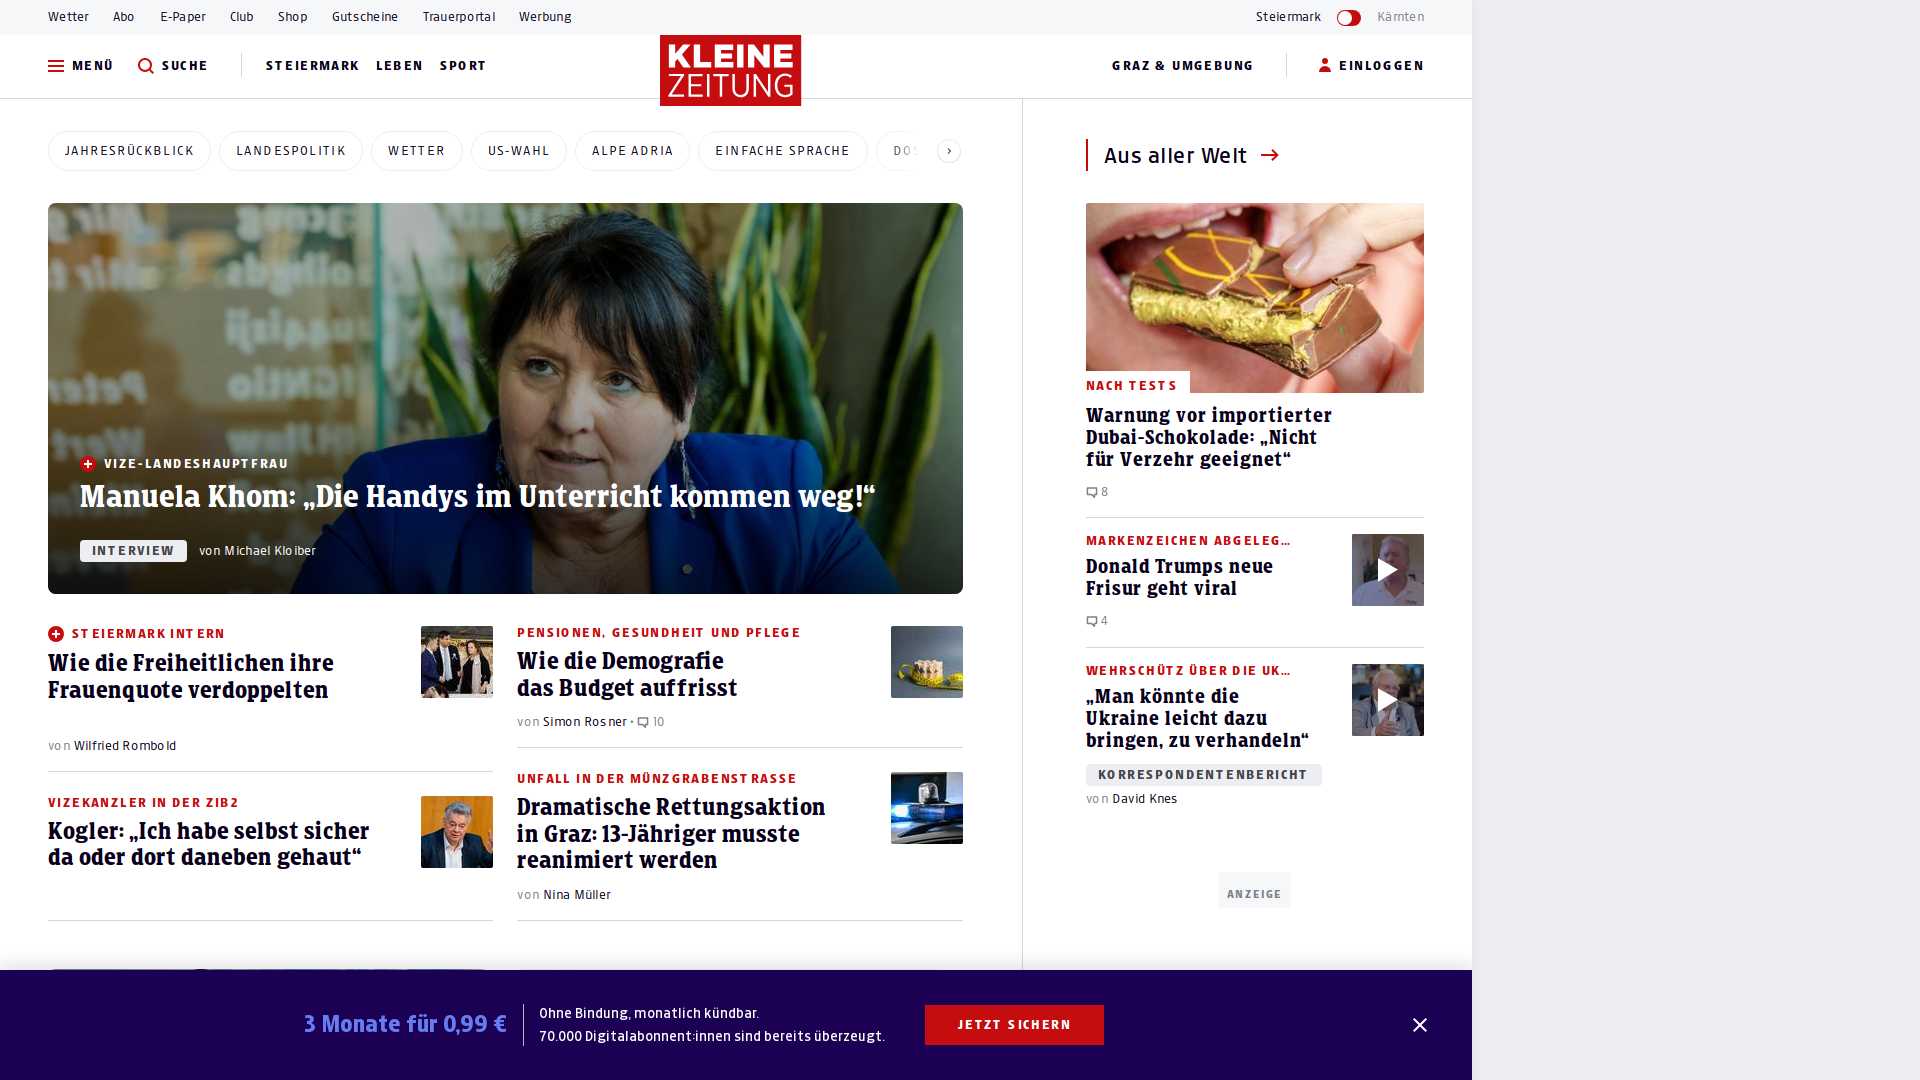 Wetter Abo E-Paper Club Shop Gutscheine Trauerportal Werbung
Steiermark Kärnten
MENÜ SUCHE STEIERMARK LEBEN SPORT
KLEINE
ZEITUNG
GRAZ & UMGEBUNG EINLOGGEN
JAHRESRÜCKBLICK LANDESPOLITIK WETTER US-WAHL ALPE ADRIA EINFACHE SPRACHE
VIZE-LANDESHAUPTFRAU
Manuela Khom: „Die Handys im Unterricht kommen weg!“
INTERVIEW von Michael Kloiber
STEIERMARK INTERN
Wie die Freiheitlichen ihre
Frauenquote verdoppelten
von Wilfried Rombold
PENSIONEN, GESUNDHEIT UND PFLEGE
Wie die Demografie
das Budget auffrisst
von Simon Rosner • 10
VIZEKANZLER IN DER ZIB2
Kogler: „Ich habe selbst sicher
da oder dort daneben gehaut“
UNFALL IN DER MÜNZGRABENSTRASSE
Dramatische Rettungsaktion
in Graz: 13-Jähriger musste
reanimiert werden
von Nina Müller
Aus aller Welt
NACH TESTS
Warnung vor importierter
Dubai-Schokolade: „Nicht
für Verzehr geeignet“
8
MARKENZEICHEN ABGELEG…
Donald Trumps neue
Frisur geht viral
4
WEHRSCHÜTZ ÜBER DIE UK…
„Man könnte die
Ukraine leicht dazu
bringen, zu verhandeln“
KORRESPONDENTENBERICHT
von David Knes
ANZEIGE
3 Monate für 0,99 €
Ohne Bindung, monatlich kündbar.
70.000 Digitalabonnent:innen sind bereits überzeugt.
JETZT SICHERN